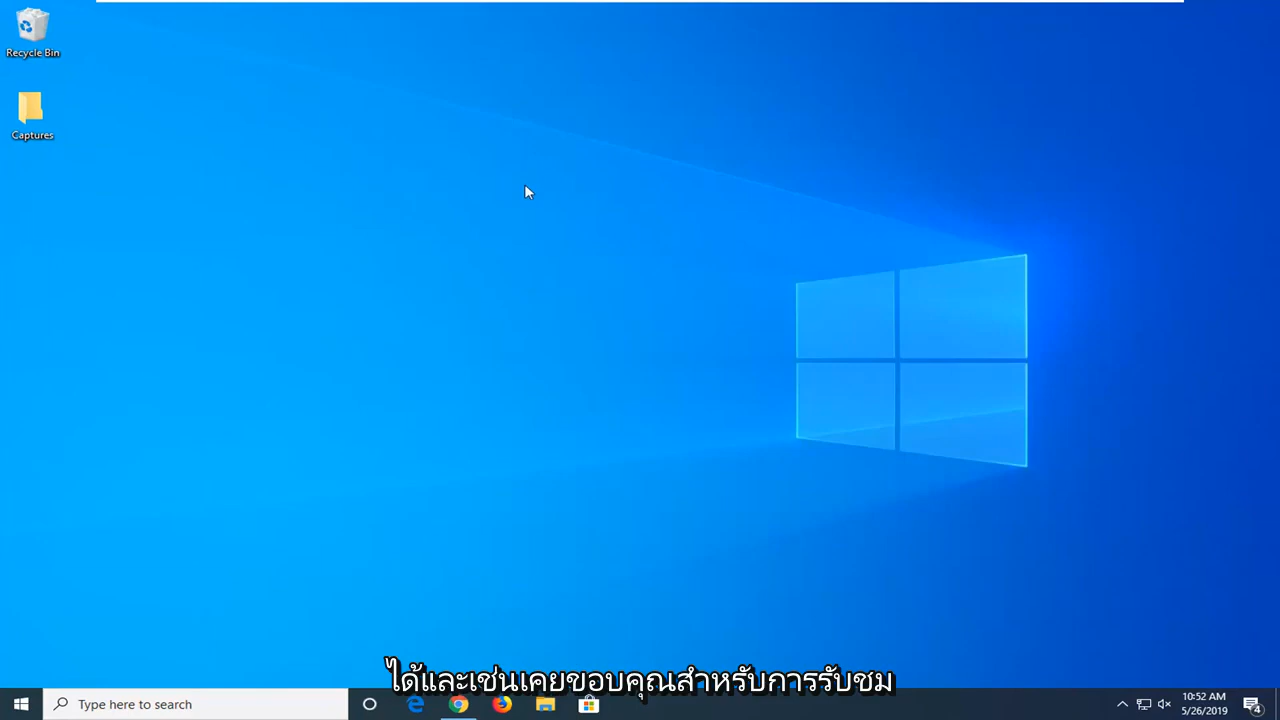 Recycle Bin
Captures
ได้และเช่นเคยขอบคุณสำหรับการรับชม
Type here to search
10:52 AM
5/26/2019
4